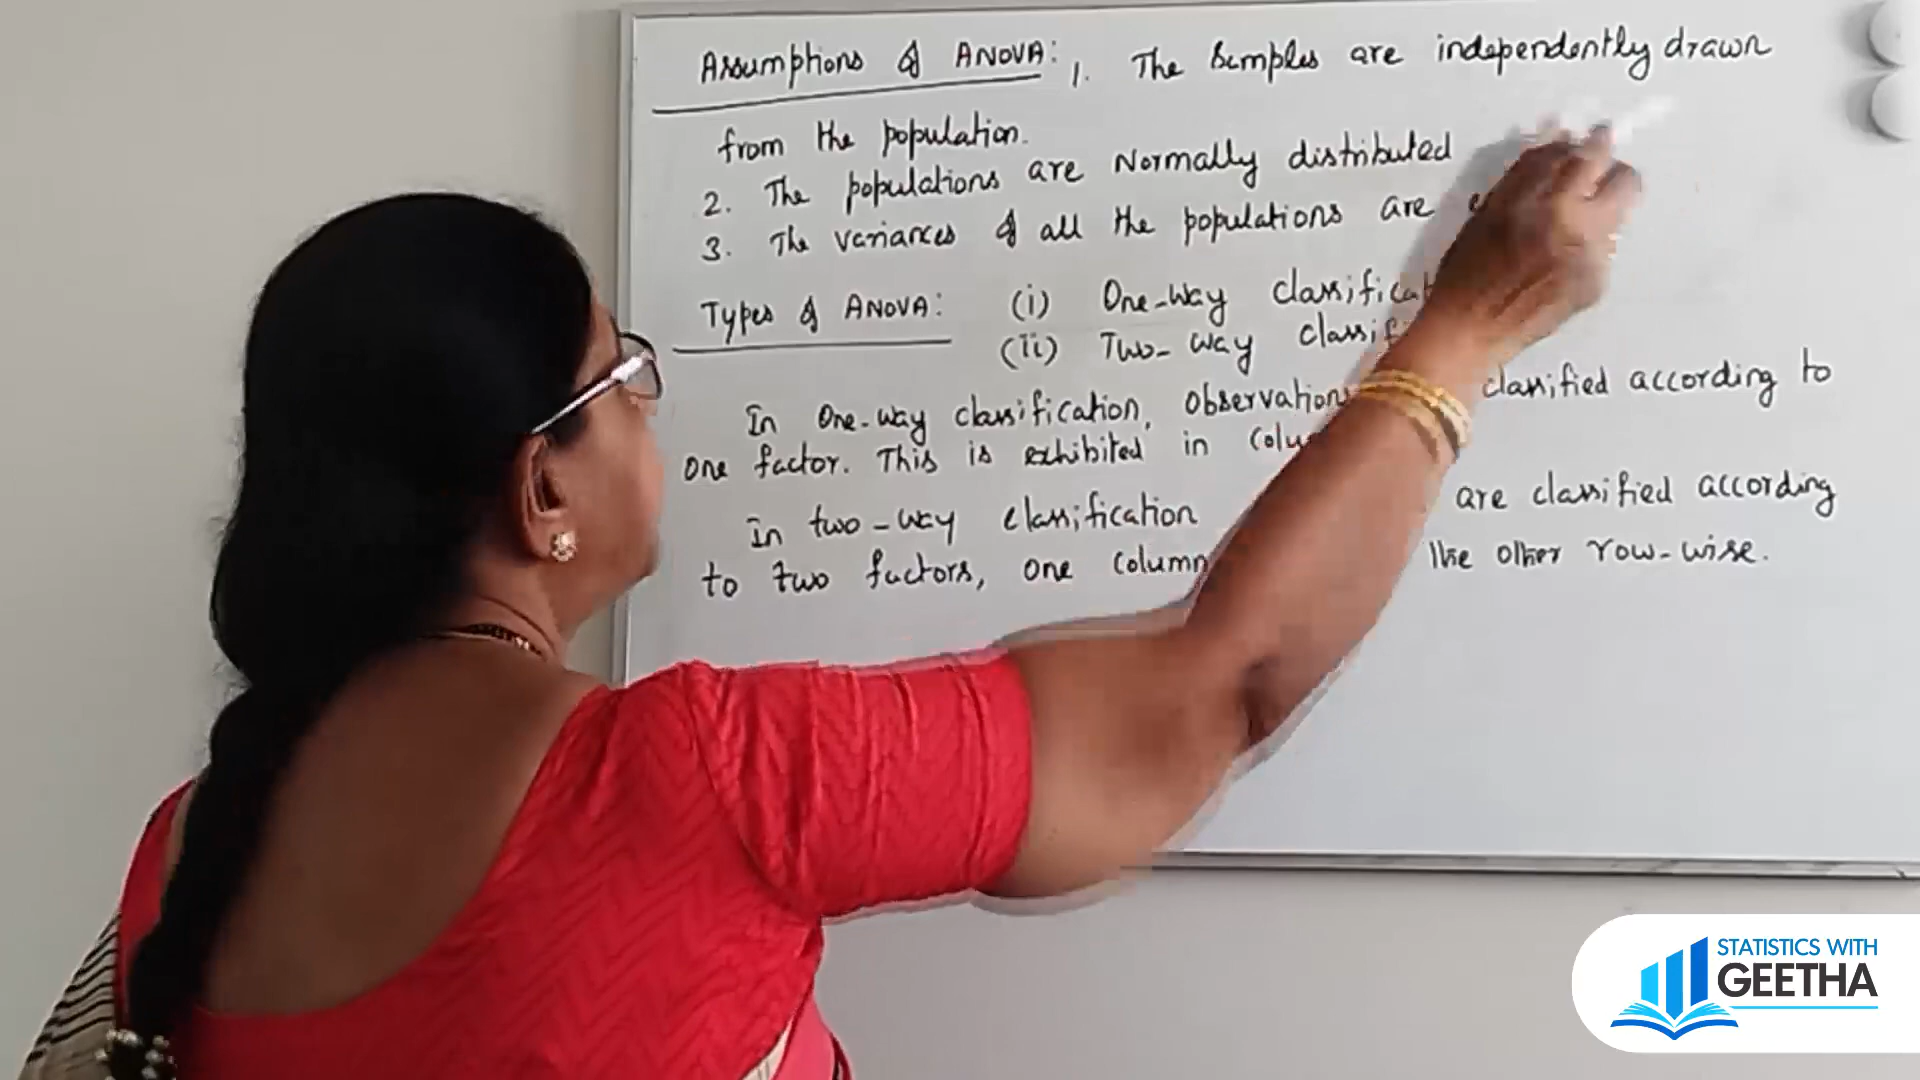 Assumptions of ANOVA: 1. The Samples are independently drawn
from the population.
2. The populations are Normally distributed
3. The variances of all the populations are
Types of ANOVA: (i) One-Way
(ii) Two-Way
In One-way classification, Observations classified according to
one factor. This is exhibited in
In two-way classification are classified according
to two factors, one Column the other row-wise.
STATISTICS WITH
GEETHA